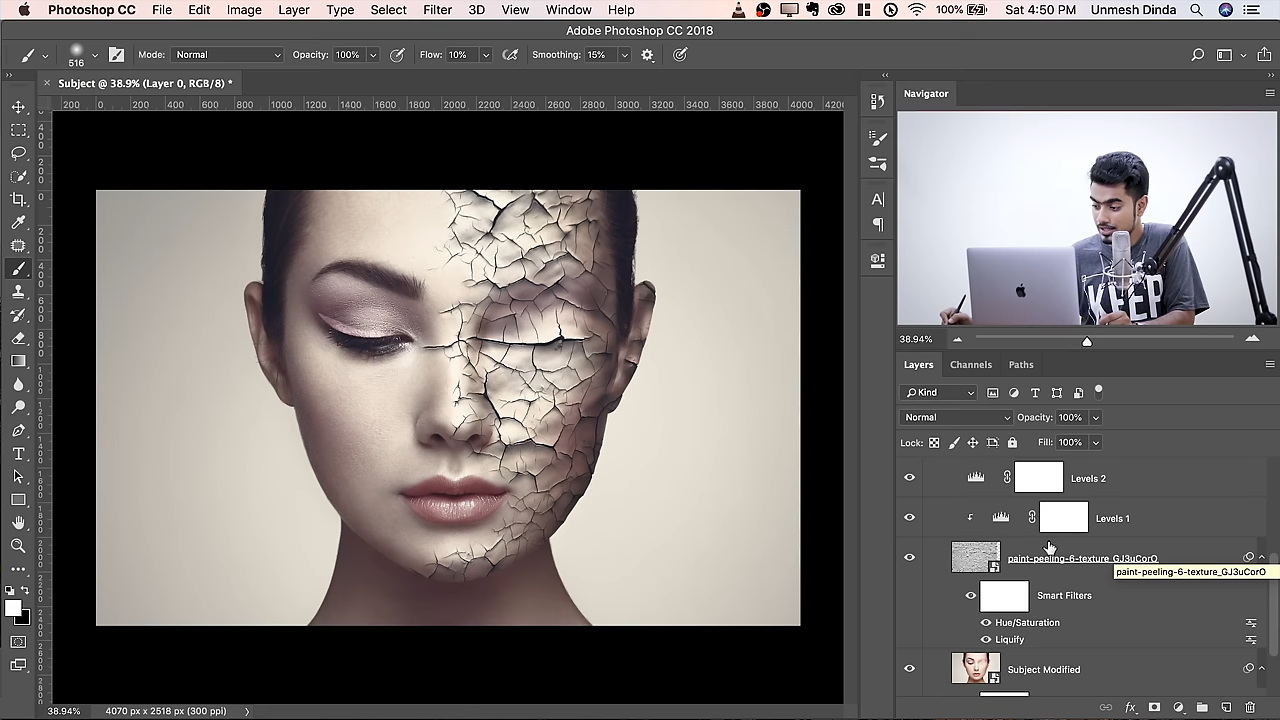 Photoshop CC File Edit Image Layer Type Select Filter 3D View Window Help 100% Sat 4:50 PM Unmesh Dinda
Adobe Photoshop CC 2018
516 Mode: Normal Opacity: 100% Flow: 10% Smoothing: 15%
× Subject @ 38.9% (Layer 0, RGB/8) *
200 0 200 400 600 800 1000 1200 1400 1600 1800 2000 2200 2400 2600 2800 3000 3200 3400 3600 3800 4000 4200
Navigator
KEEP
38.94%
Layers Channels Paths
Kind
Normal Opacity: 100%
Lock: Fill: 100%
Levels 2
Levels 1
paint-peeling-6-texture_GJ3uCorO
paint-peeling-6-texture_GJ3uCorO
Smart Filters
Hue/Saturation
Liquify
Subject Modified
38.94% 4070 px x 2518 px (300 ppi)